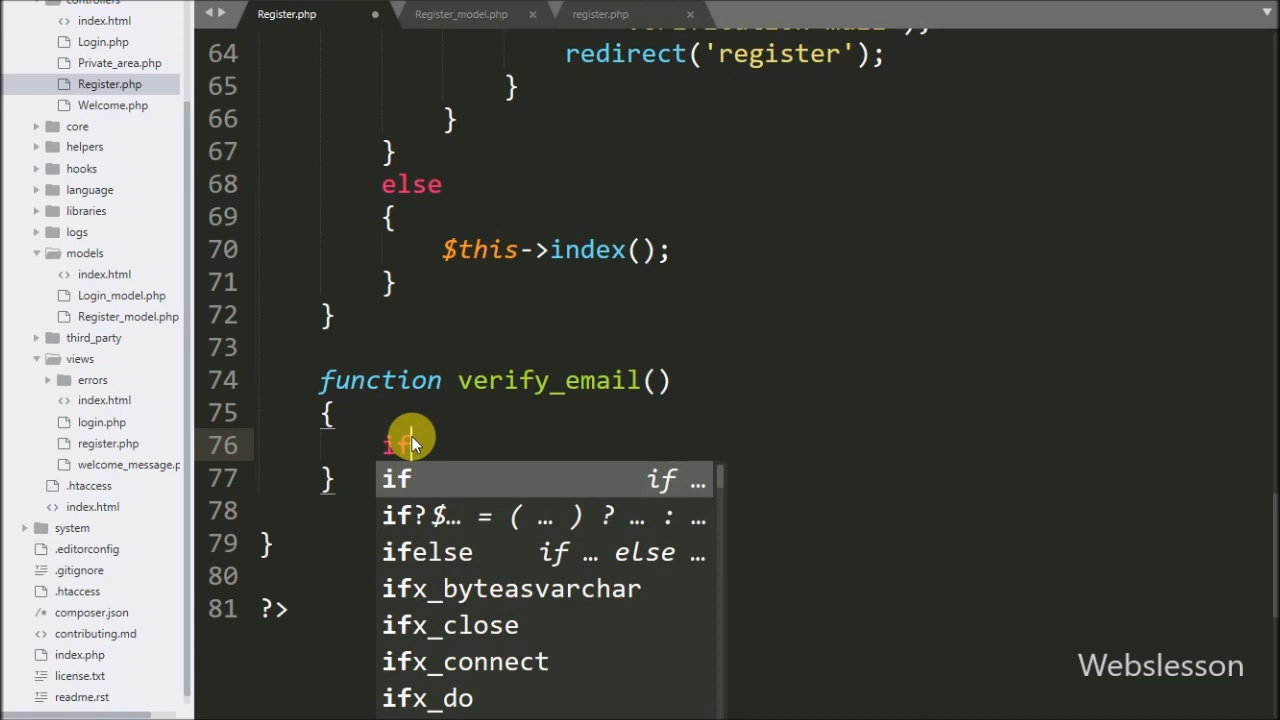 controllers
index.html
Login.php
Private_area.php
Register.php
Welcome.php
core
helpers
hooks
language
libraries
logs
models
index.html
Login_model.php
Register_model.php
third_party
views
errors
index.html
login.php
register.php
welcome_message.p
.htaccess
index.html
system
.editorconfig
.gitignore
.htaccess
composer.json
contributing.md
index.php
license.txt
readme.rst
Register.php Register_model.php register.php
64 redirect('register');
65 }
66 }
67 }
68 else
69 {
70 $this->index();
71 }
72 }
73
74 function verify_email()
75 {
76 if
77 }
78
79 }
80
81 ?>
if if …
if?$… = ( … ) ? … : …
ifelse if … else …
ifx_byteasvarchar
ifx_close
ifx_connect
ifx_do
Webslesson